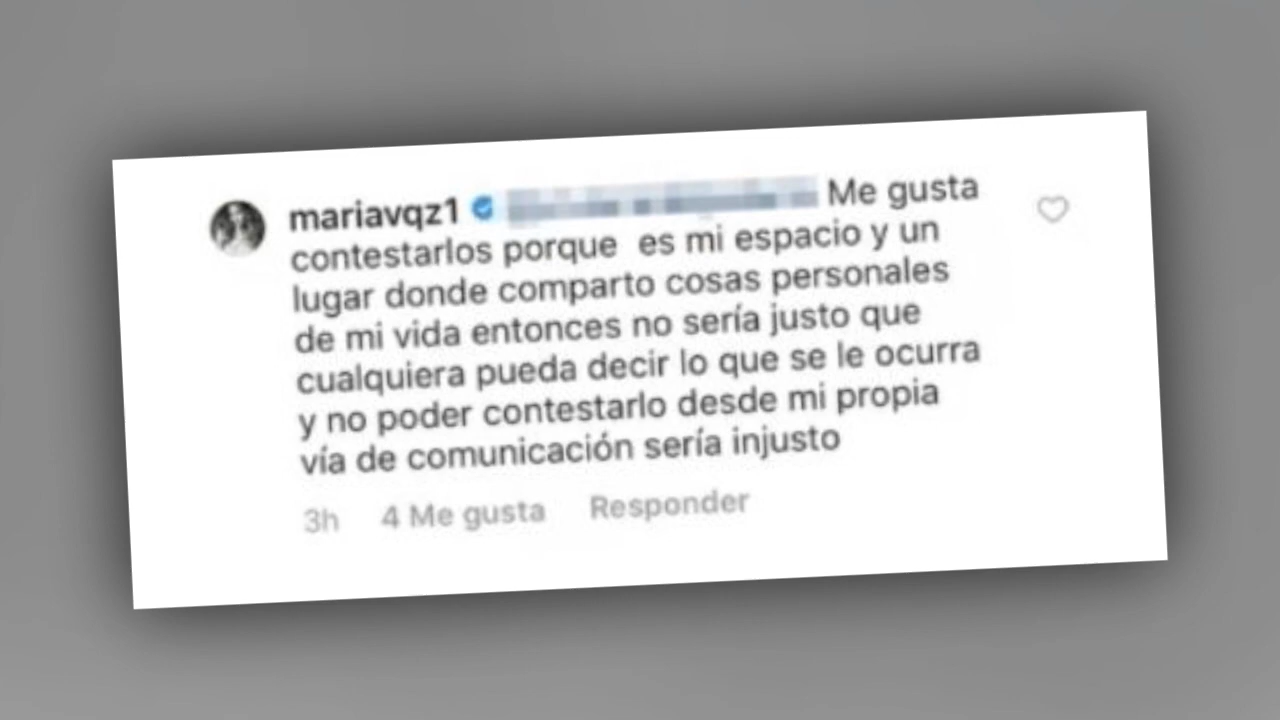 mariavqz1 Me gusta
contestarlos porque es mi espacio y un
lugar donde comparto cosas personales
de mi vida entonces no sería justo que
cualquiera pueda decir lo que se le ocurra
y no poder contestarlo desde mi propia
vía de comunicación sería injusto
3h 4 Me gusta Responder